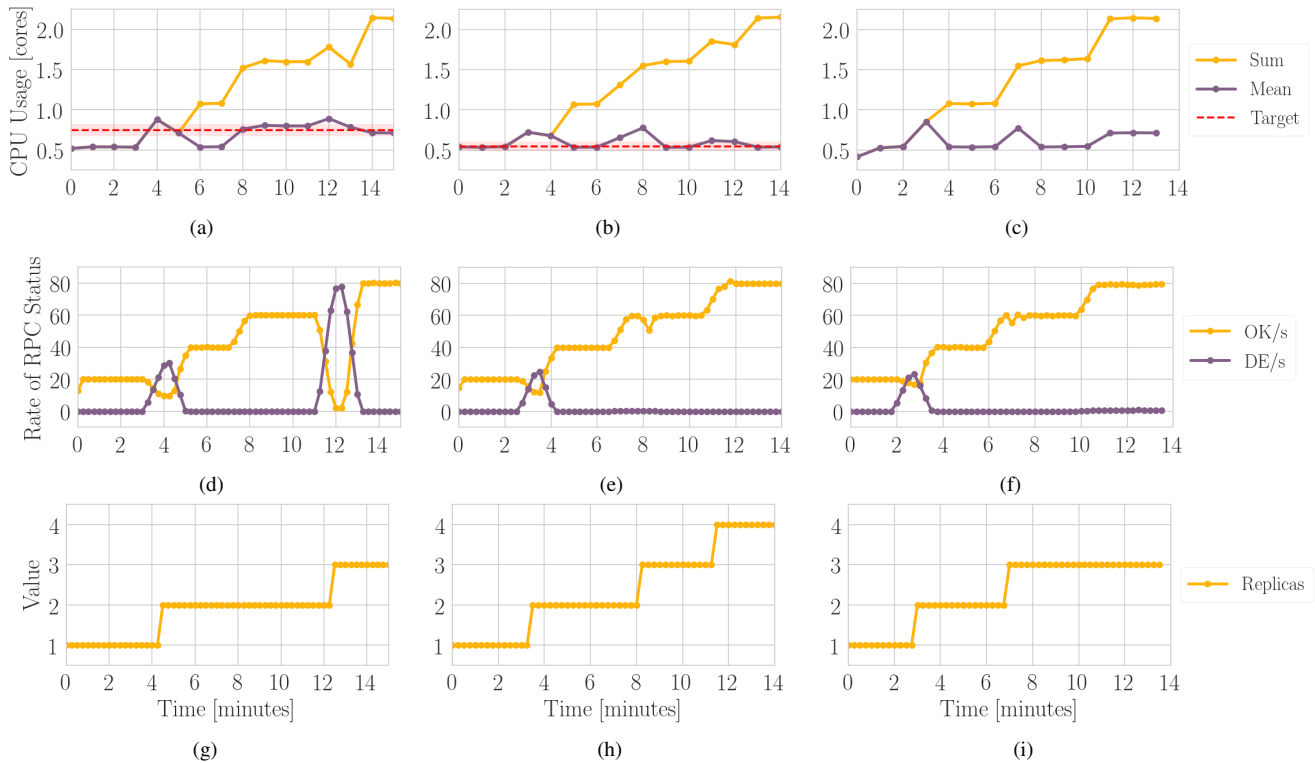 CPU Usage [cores]
2.0
1.5
1.0
0.5
0 2 4 6 8 10 12 14
(a)
2.0
1.5
1.0
0.5
0 2 4 6 8 10 12 14
(b)
2.0
1.5
1.0
0.5
0 2 4 6 8 10 12 14
(c)
Sum
Mean
Target
Rate of RPC Status
80
60
40
20
0
0 2 4 6 8 10 12 14
(d)
80
60
40
20
0
0 2 4 6 8 10 12 14
(e)
80
60
40
20
0
0 2 4 6 8 10 12 14
(f)
OK/s
DE/s
Value
4
3
2
1
0 2 4 6 8 10 12 14
Time [minutes]
(g)
4
3
2
1
0 2 4 6 8 10 12 14
Time [minutes]
(h)
4
3
2
1
0 2 4 6 8 10 12 14
Time [minutes]
(i)
Replicas